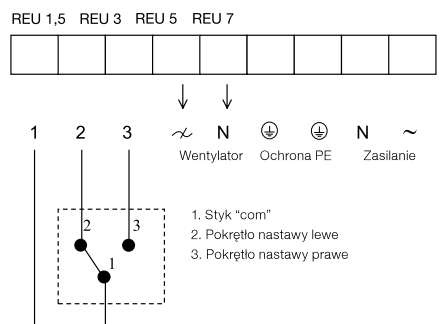 REU 1,5 REU 3 REU 5 REU 7
1 2 3 N N ~
Wentylator Ochrona PE Zasilanie
2 3
1
1. Styk “com”
2. Pokrętło nastawy lewe
3. Pokrętło nastawy prawe